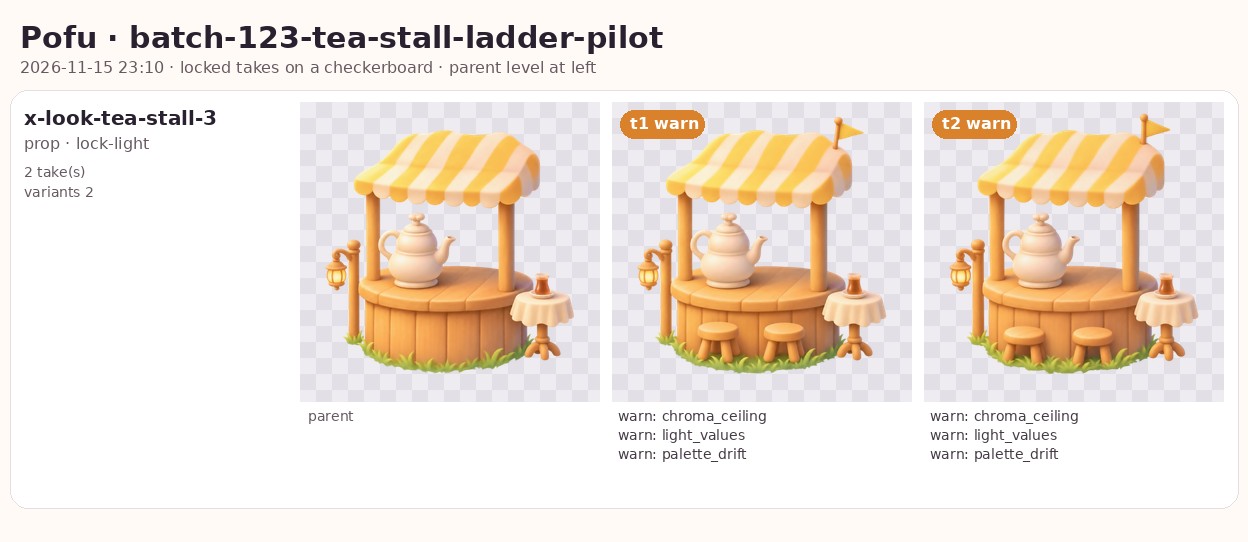 Pofu · batch-123-tea-stall-ladder-pilot
2026-11-15 23:10 · locked takes on a checkerboard · parent level at left
x-look-tea-stall-3
prop · lock-light
2 take(s)
variants 2
parent
t1 warn
warn: chroma_ceiling
warn: light_values
warn: palette_drift
t2 warn
warn: chroma_ceiling
warn: light_values
warn: palette_drift